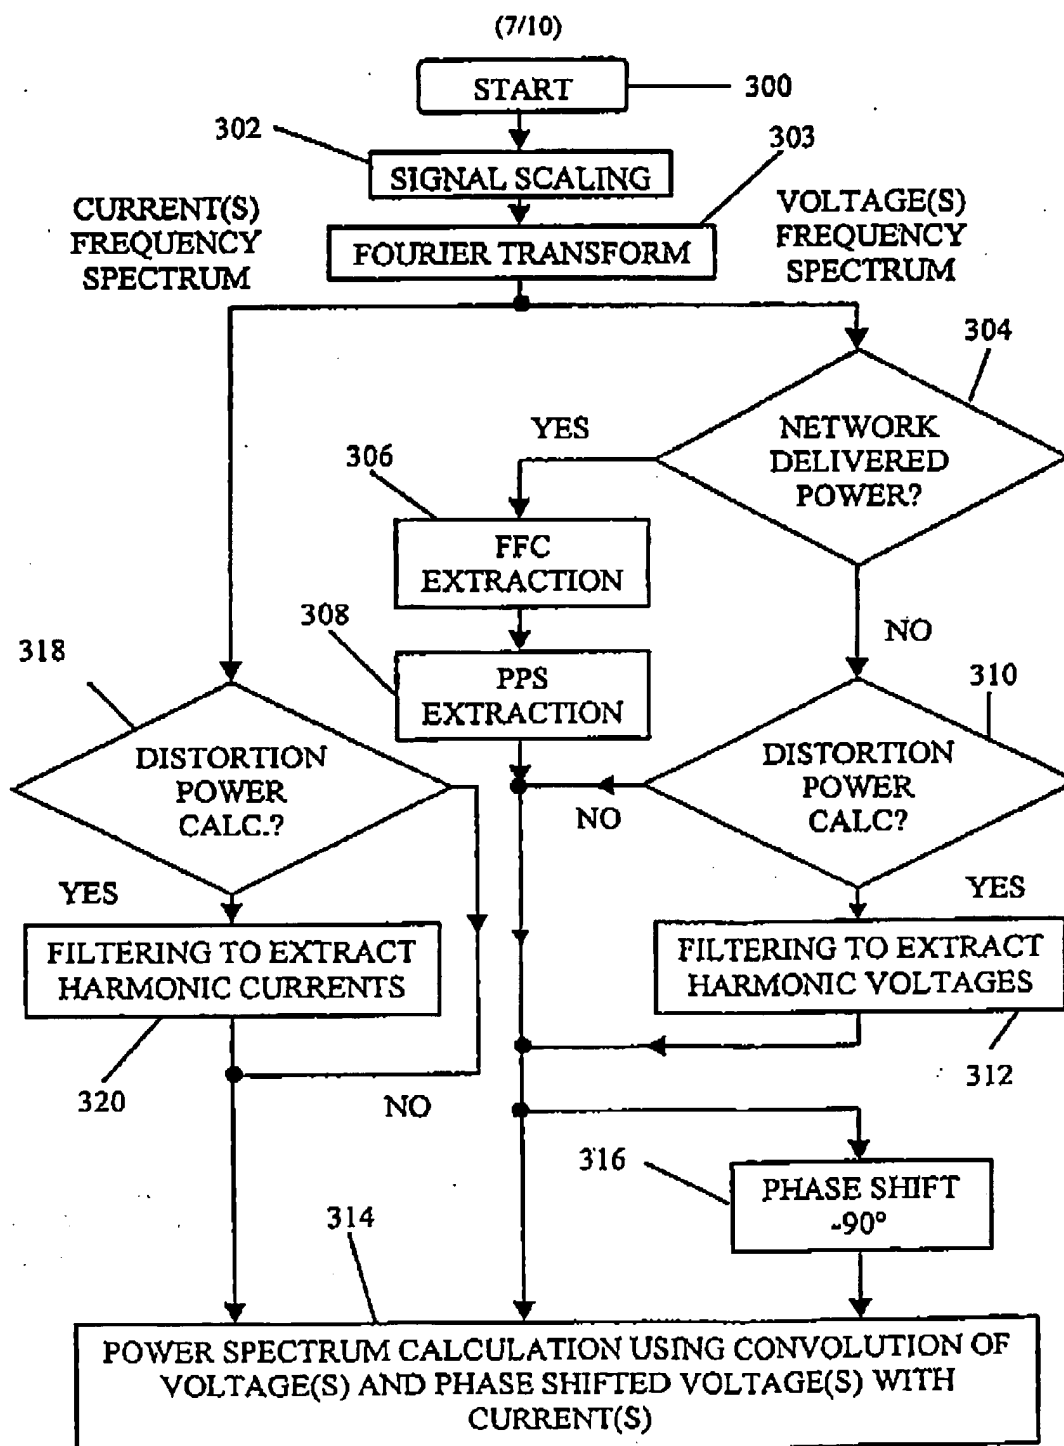 (7/10)
START
300
302
303
SIGNAL SCALING
CURRENT(S)
FREQUENCY
SPECTRUM
VOLTAGE(S)
FREQUENCY
SPECTRUM
FOURIER TRANSFORM
304
YES
NETWORK
DELIVERED
POWER?
306
FFC
EXTRACTION
308
NO
318
PPS
EXTRACTION
310
DISTORTION
POWER
CALC.?
DISTORTION
POWER
CALC?
NO
YES
YES
FILTERING TO EXTRACT
HARMONIC CURRENTS
FILTERING TO EXTRACT
HARMONIC VOLTAGES
320
NO
312
316
PHASE SHIFT
-90°
314
POWER SPECTRUM CALCULATION USING CONVOLUTION OF
VOLTAGE(S) AND PHASE SHIFTED VOLTAGE(S) WITH
CURRENT(S)